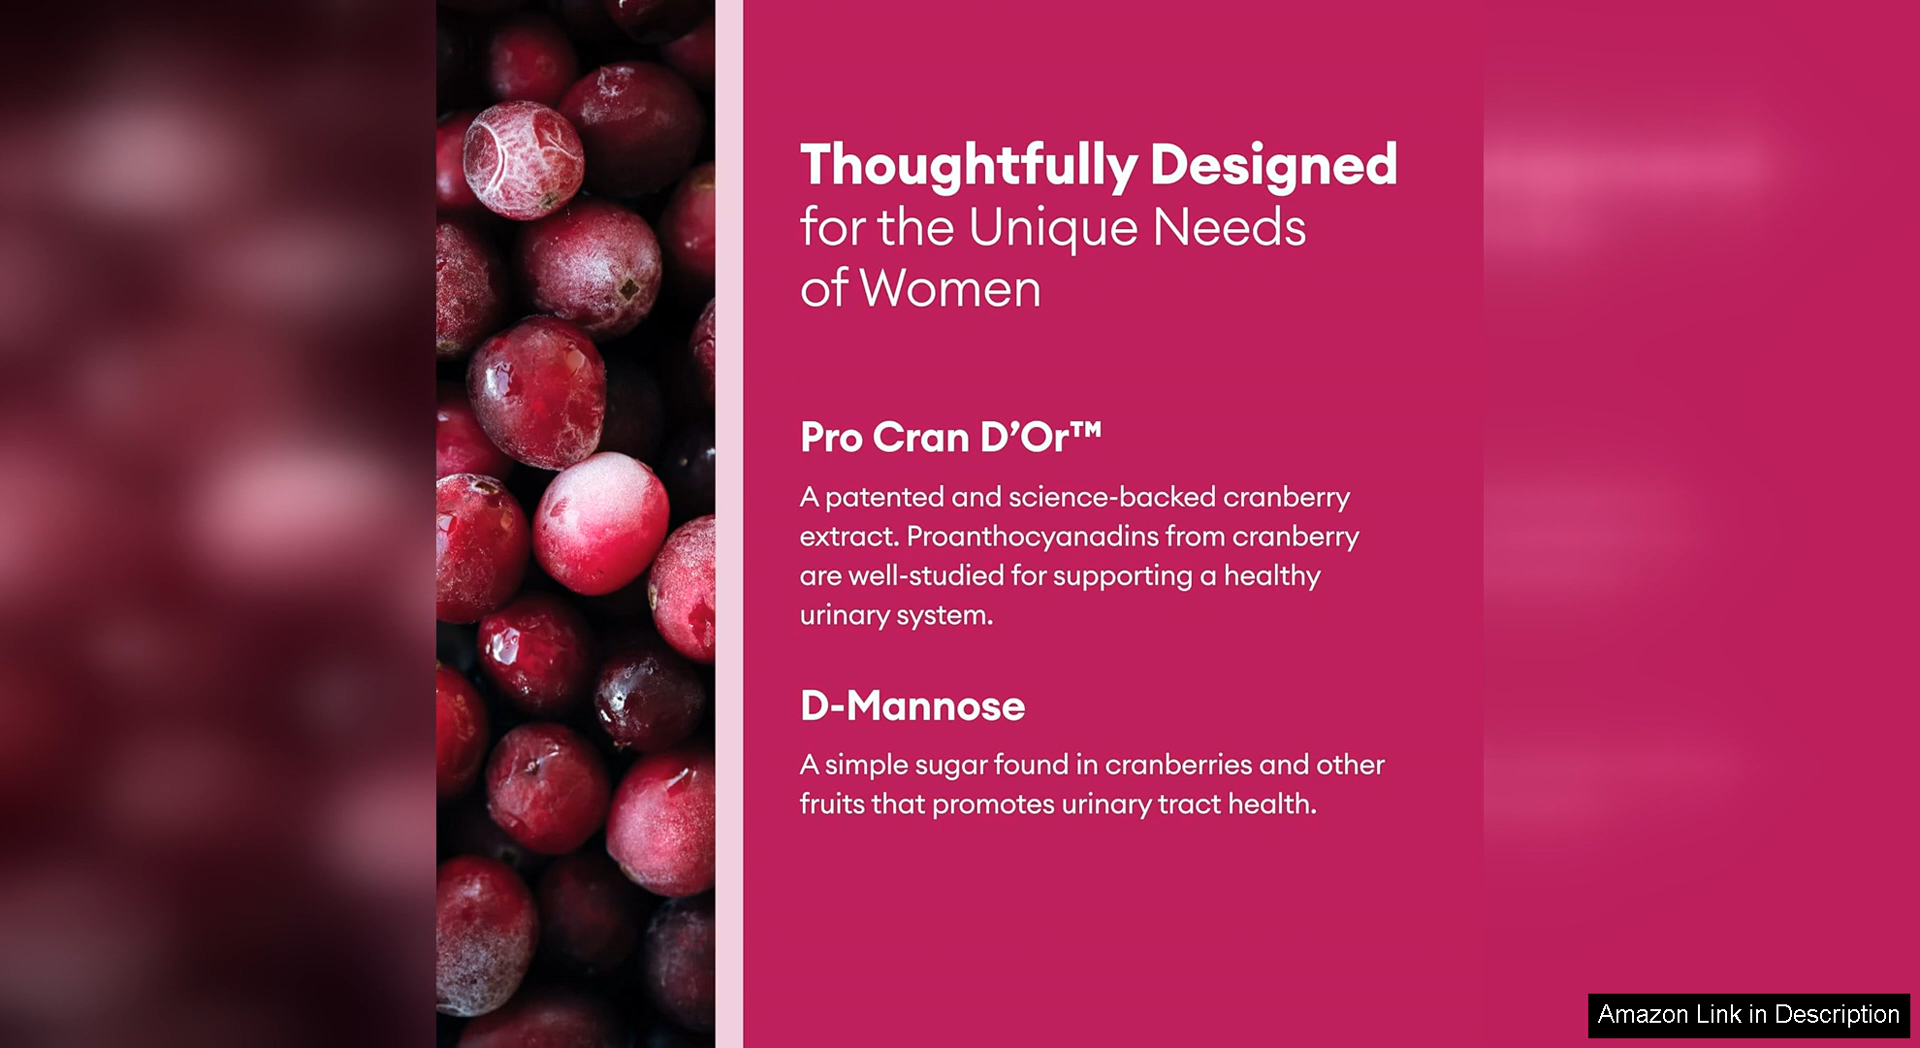 Thoughtfully Designed
for the Unique Needs
of Women
Pro Cran D’Or™
A patented and science-backed cranberry
extract. Proanthocyanadins from cranberry
are well-studied for supporting a healthy
urinary system.
D-Mannose
A simple sugar found in cranberries and other
fruits that promotes urinary tract health.
Amazon Link in Description